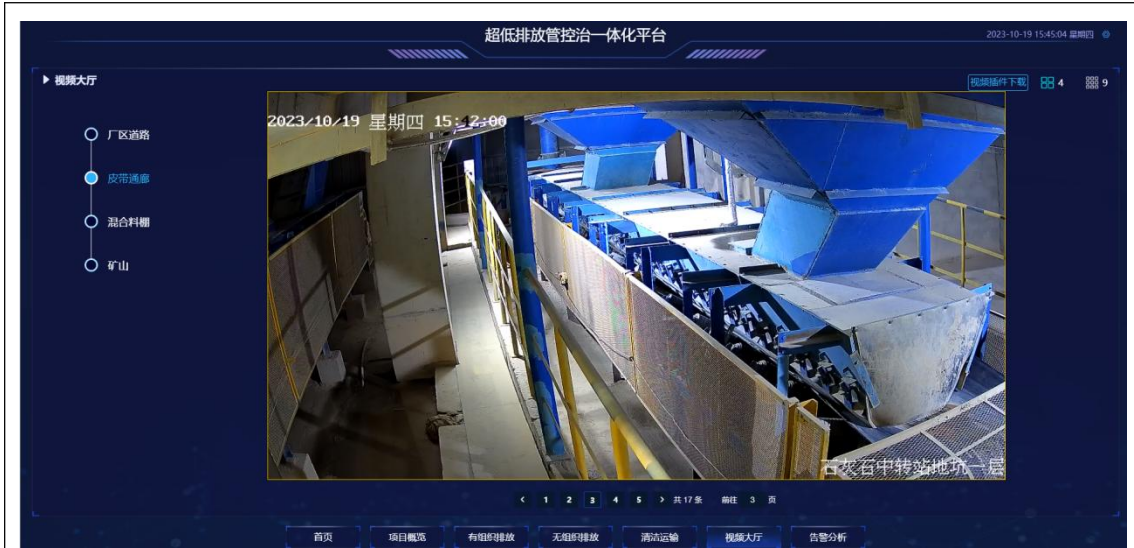 超低排放管控治一体化平台
2023-10-19 15:45:04 星期四
视频大厅
视频插件下载 4 9
2023/10/19 星期四 15:42:00
厂区道路
皮带通廊
混合料棚
矿山
石灰石中转站地坑一层
< 1 2 3 4 5 > 共17条 前往 3 页
首页 项目概览 有组织排放 无组织排放 清洁运输 视频大厅 告警分析